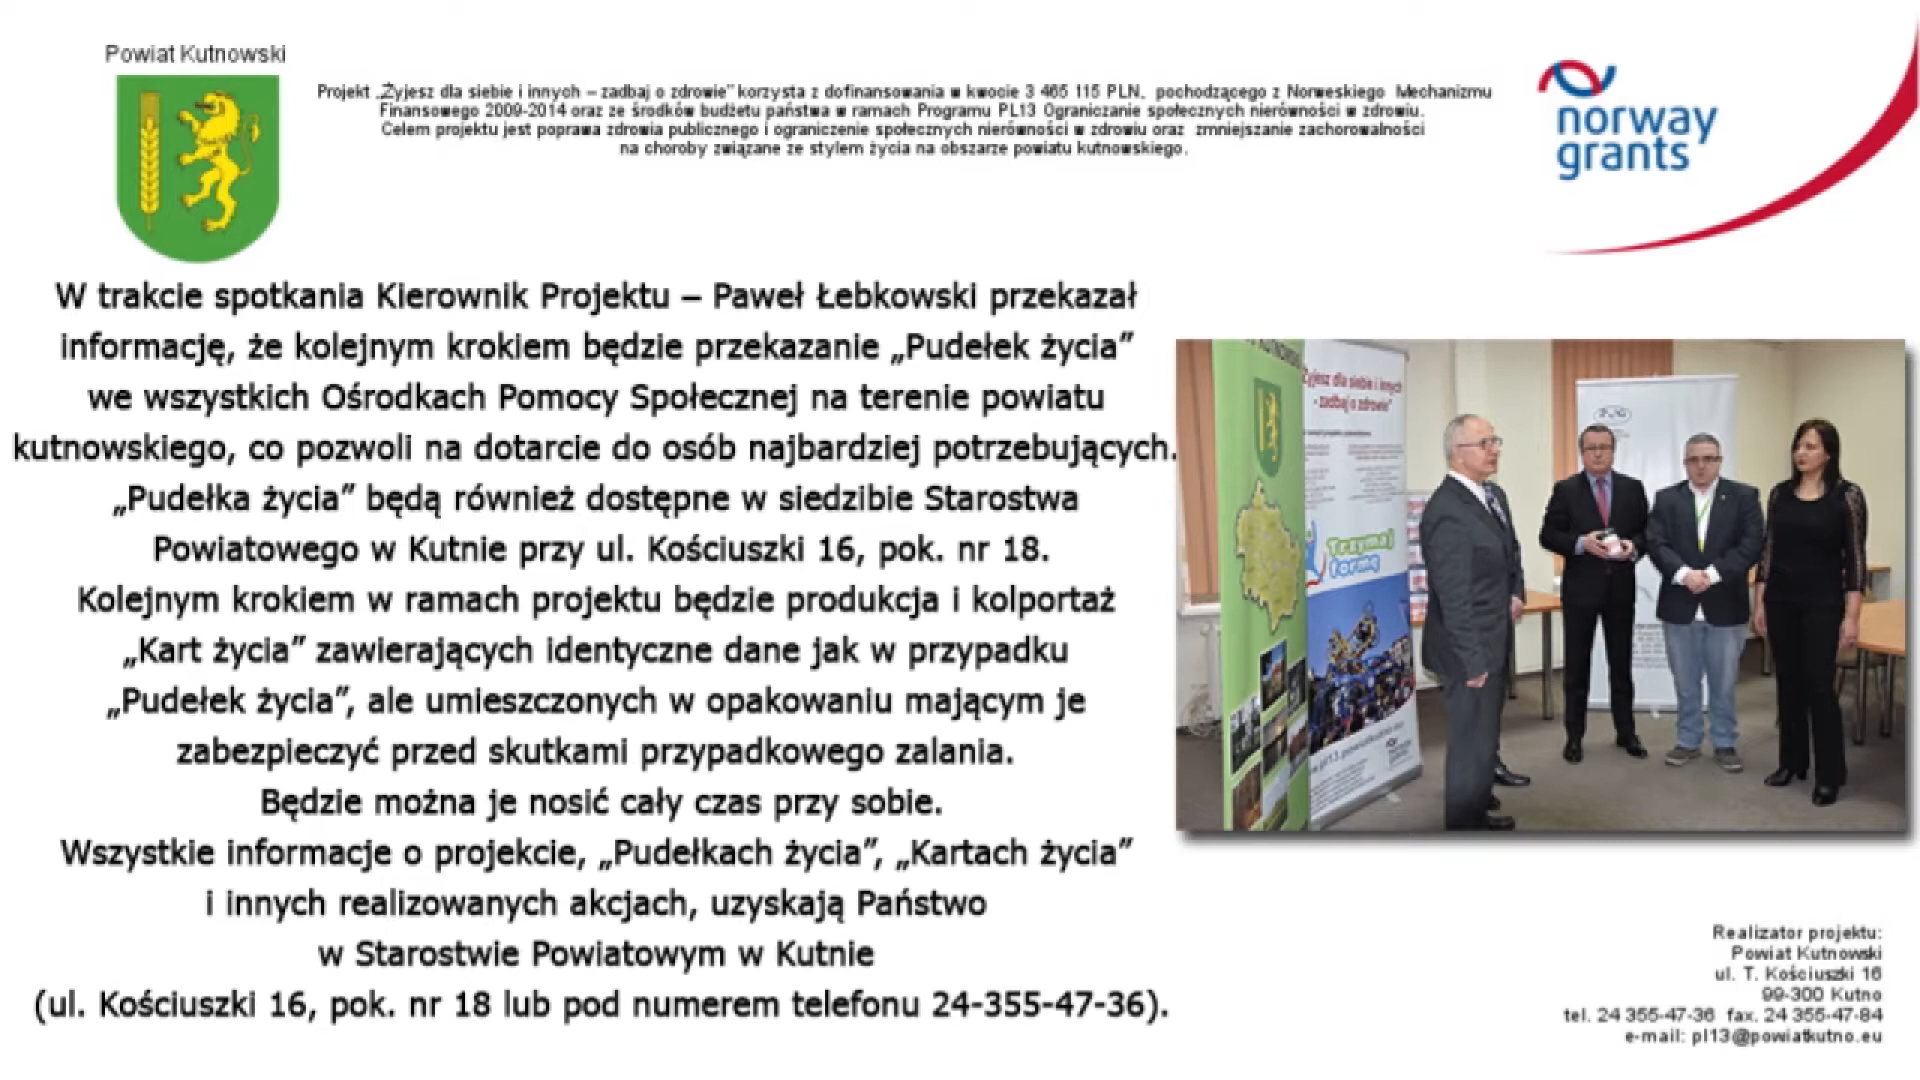 Powiat Kutnowski
Projekt „Żyjesz dla siebie i innych – zadbaj o zdrowie” korzysta z dofinansowania w kwocie 3 465 115 PLN, pochodzącego z Norweskiego Mechanizmu
Finansowego 2009-2014 oraz ze środków budżetu państwa w ramach Programu PL13 Ograniczanie społecznych nierówności w zdrowiu.
Celem projektu jest poprawa zdrowia publicznego i ograniczenie społecznych nierówności w zdrowiu oraz zmniejszanie zachorowalności
na choroby związane ze stylem życia na obszarze powiatu kutnowskiego.
norway
grants
W trakcie spotkania Kierownik Projektu – Paweł Łebkowski przekazał
informację, że kolejnym krokiem będzie przekazanie „Pudełek życia”
we wszystkich Ośrodkach Pomocy Społecznej na terenie powiatu
kutnowskiego, co pozwoli na dotarcie do osób najbardziej potrzebujących.
„Pudełka życia” będą również dostępne w siedzibie Starostwa
Powiatowego w Kutnie przy ul. Kościuszki 16, pok. nr 18.
Kolejnym krokiem w ramach projektu będzie produkcja i kolportaż
„Kart życia” zawierających identyczne dane jak w przypadku
„Pudełek życia”, ale umieszczonych w opakowaniu mającym je
zabezpieczyć przed skutkami przypadkowego zalania.
Będzie można je nosić cały czas przy sobie.
Wszystkie informacje o projekcie, „Pudełkach życia”, „Kartach życia”
i innych realizowanych akcjach, uzyskają Państwo
w Starostwie Powiatowym w Kutnie
(ul. Kościuszki 16, pok. nr 18 lub pod numerem telefonu 24-355-47-36).
Żyjesz dla siebie i innych
- zadbaj o zdrowie"
Trzymaj
formę
Realizator projektu:
Powiat Kutnowski
ul. T. Kościuszki 16
99-300 Kutno
tel. 24 355-47-36 fax. 24 355-47-84
e-mail: pl13@powiatkutno.eu